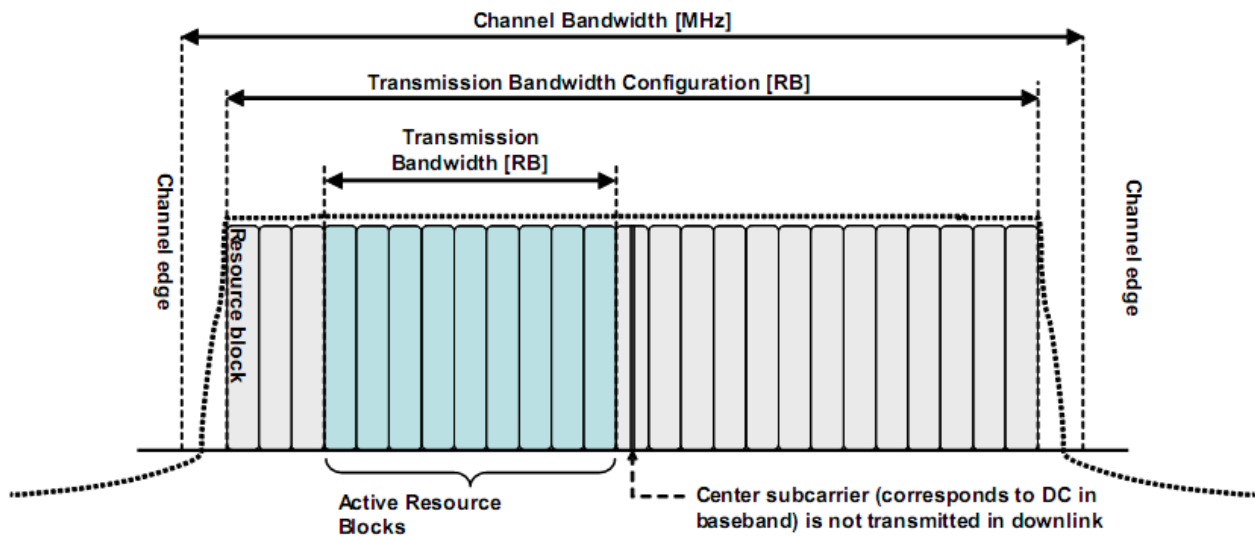 Channel Bandwidth [MHz]
Transmission Bandwidth Configuration [RB]
Transmission
Bandwidth [RB]
Channel edge
Resource block
Channel edge
Active Resource
Blocks
Center subcarrier (corresponds to DC in
baseband) is not transmitted in downlink